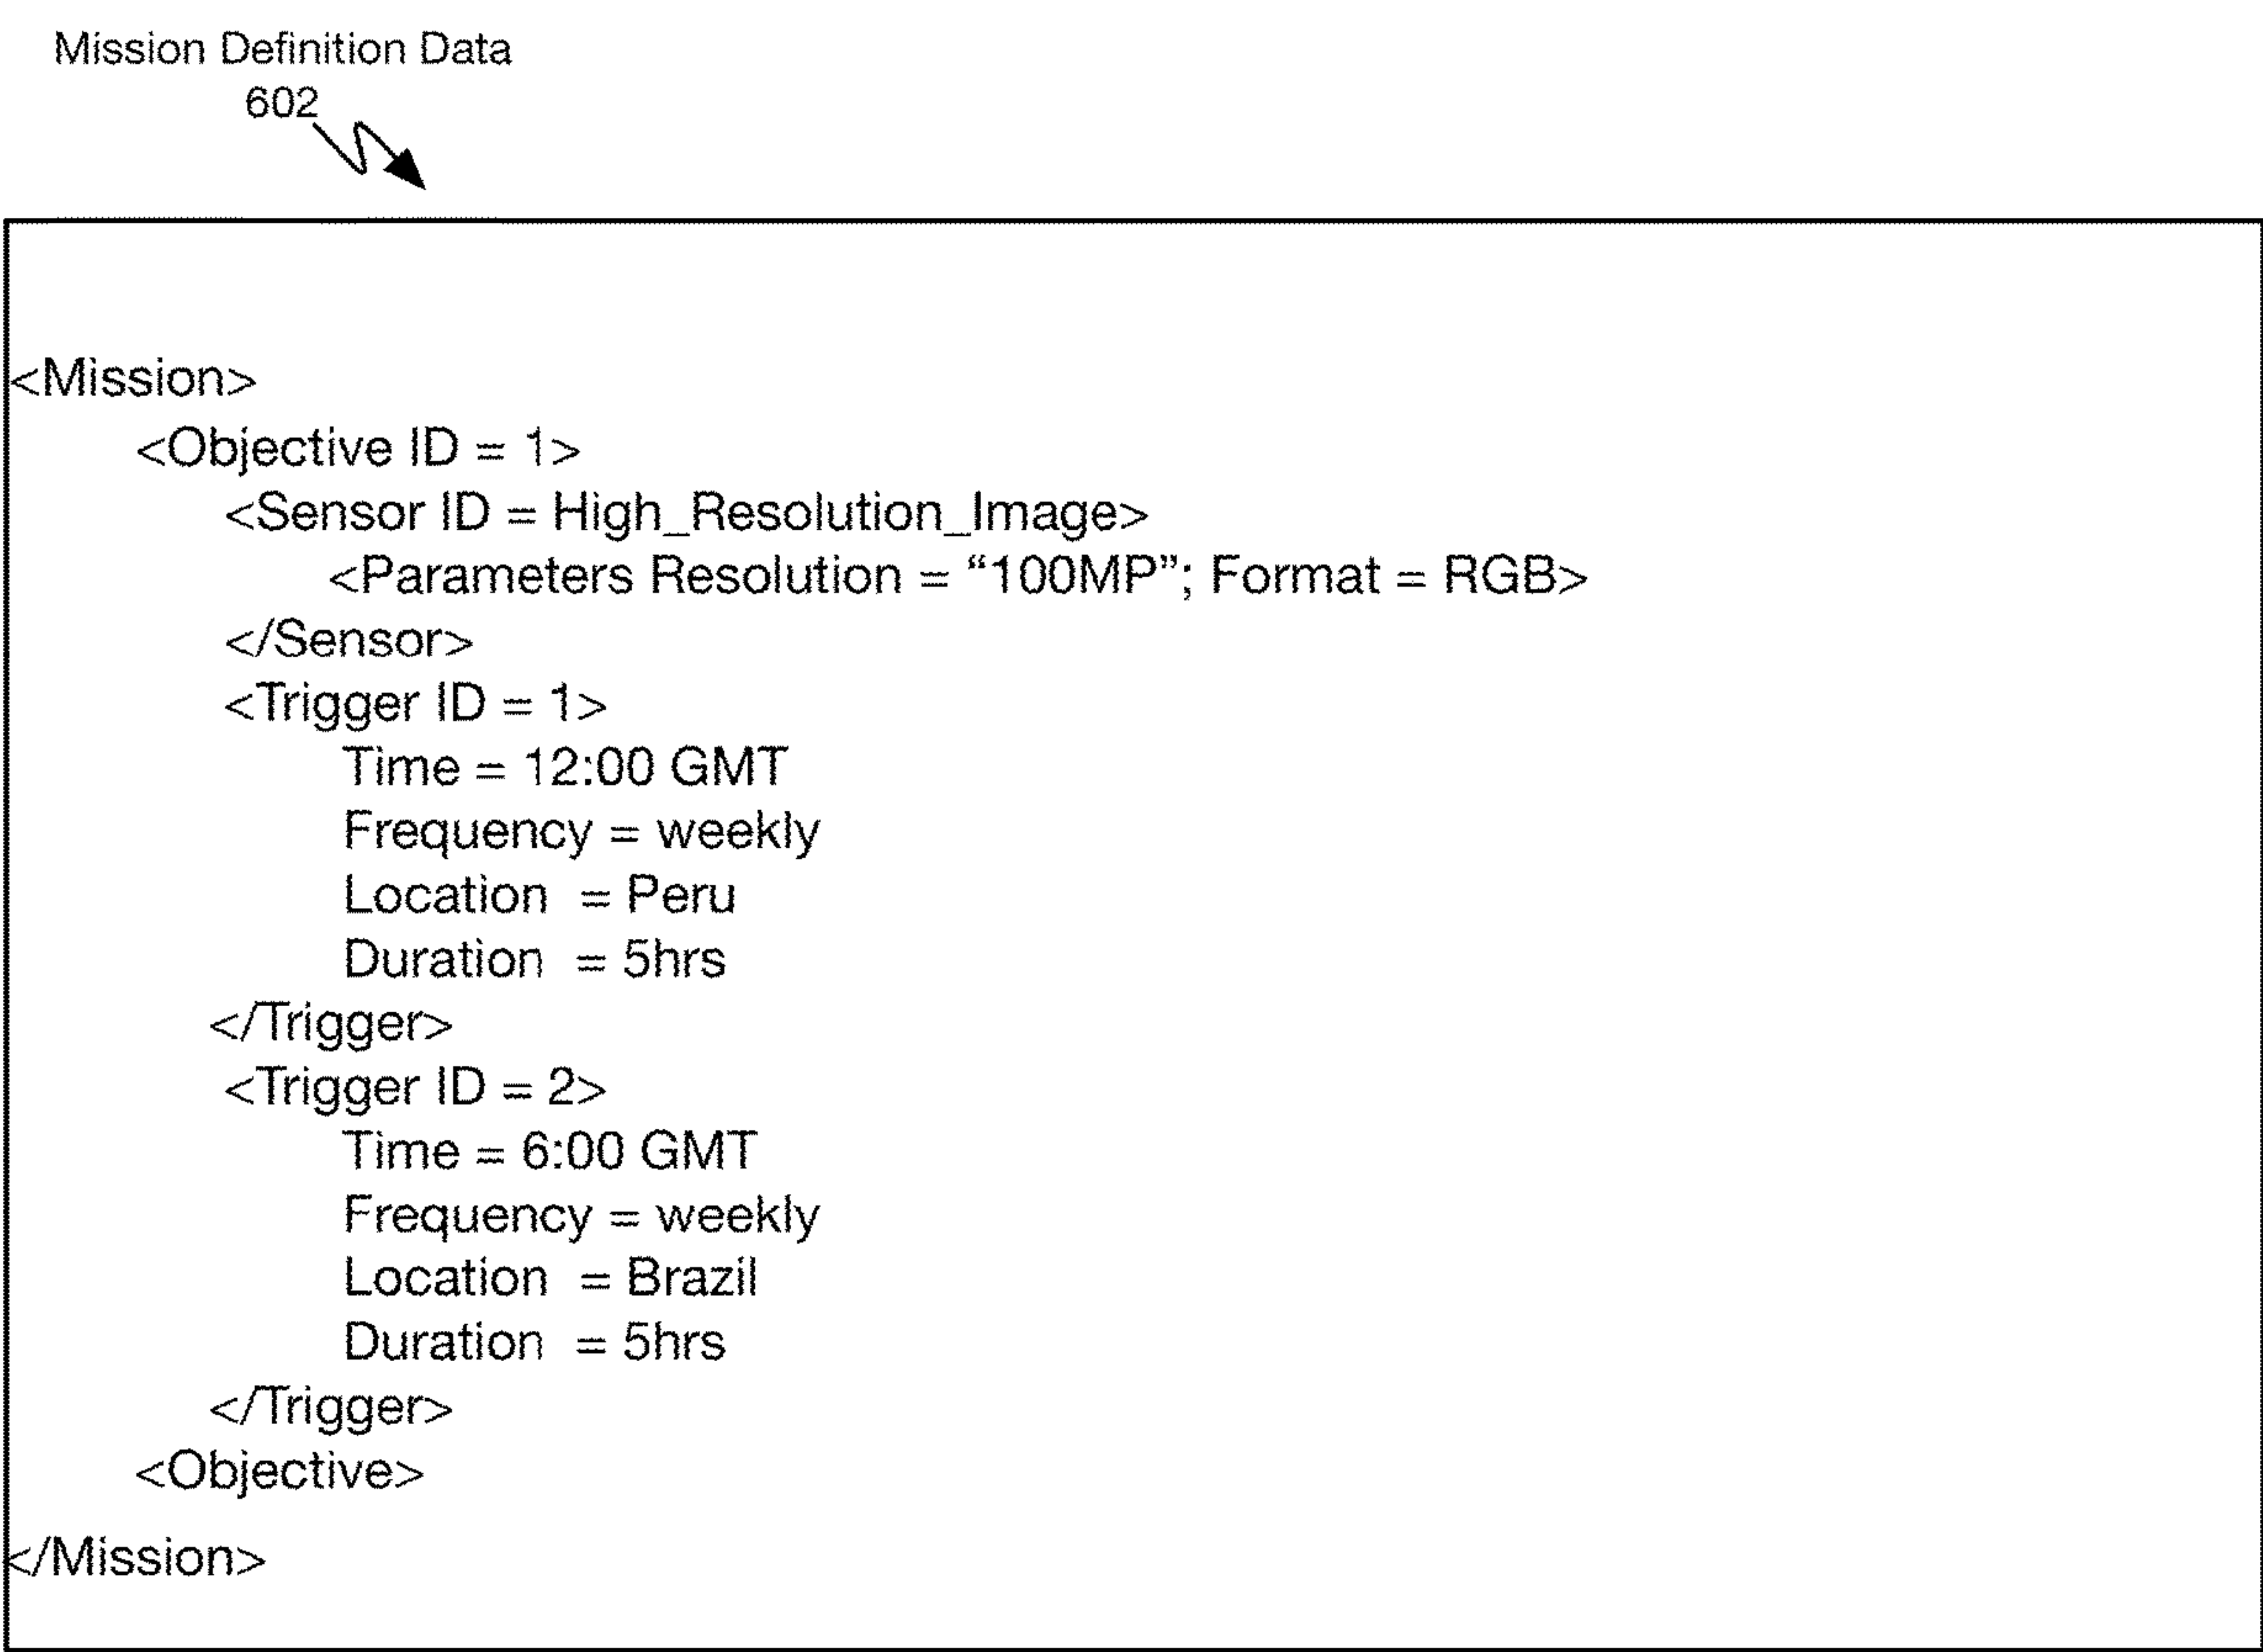 Mission Definition Data
602
<Mission>
<Objective ID = 1>
<Sensor ID = High_Resolution_Image>
<Parameters Resolution = “100MP”; Format = RGB>
</Sensor>
<Trigger ID = 1>
Time = 12:00 GMT
Frequency = weekly
Location = Peru
Duration = 5hrs
</Trigger>
<Trigger ID = 2>
Time = 6:00 GMT
Frequency = weekly
Location = Brazil
Duration = 5hrs
</Trigger>
<Objective>
</Mission>